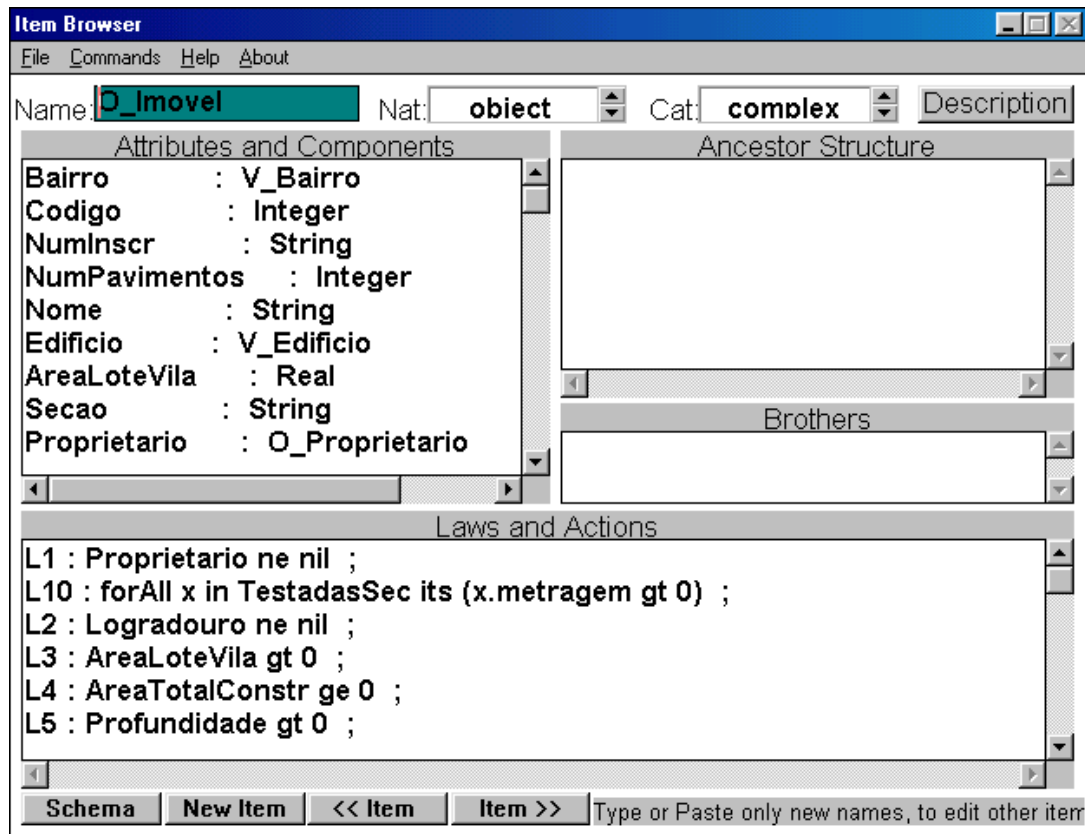 Item Browser
File Commands Help About
Name: O_Imovel Nat: object Cat: complex Description
Attributes and Components
Bairro : V_Bairro
Codigo : Integer
NumInscr : String
NumPavimentos : Integer
Nome : String
Edificio : V_Edificio
AreaLoteVila : Real
Secao : String
Proprietario : O_Proprietario
Ancestor Structure
Brothers
Laws and Actions
L1 : Proprietario ne nil ;
L10 : forAll x in TestadasSec its (x.metragem gt 0) ;
L2 : Logradouro ne nil ;
L3 : AreaLoteVila gt 0 ;
L4 : AreaTotalConstr ge 0 ;
L5 : Profundidade gt 0 ;
Schema New Item << Item Item >> Type or Paste only new names, to edit other item